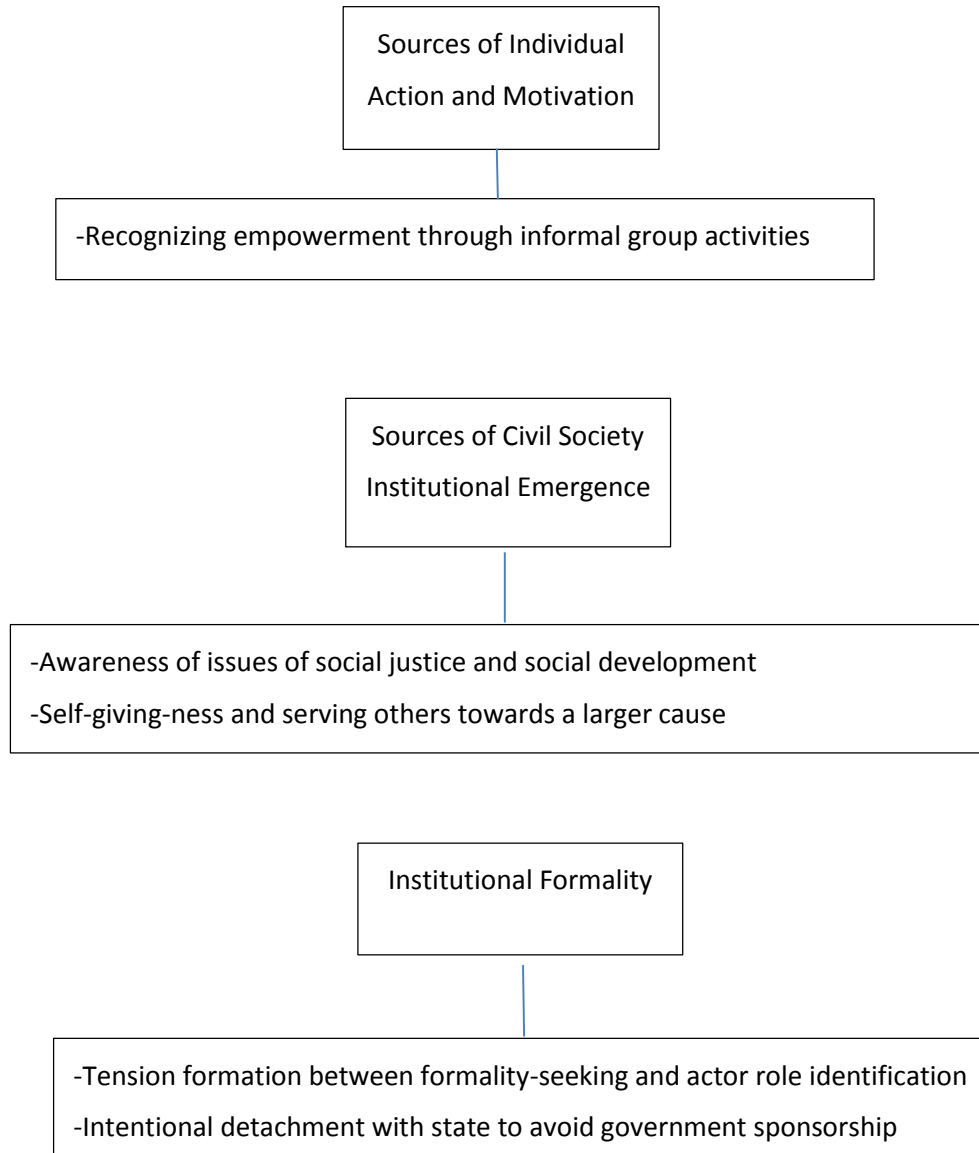 Sources of Individual
Action and Motivation
-Recognizing empowerment through informal group activities
Sources of Civil Society
Institutional Emergence
-Awareness of issues of social justice and social development
-Self-giving-ness and serving others towards a larger cause
Institutional Formality
-Tension formation between formality-seeking and actor role identification
-Intentional detachment with state to avoid government sponsorship